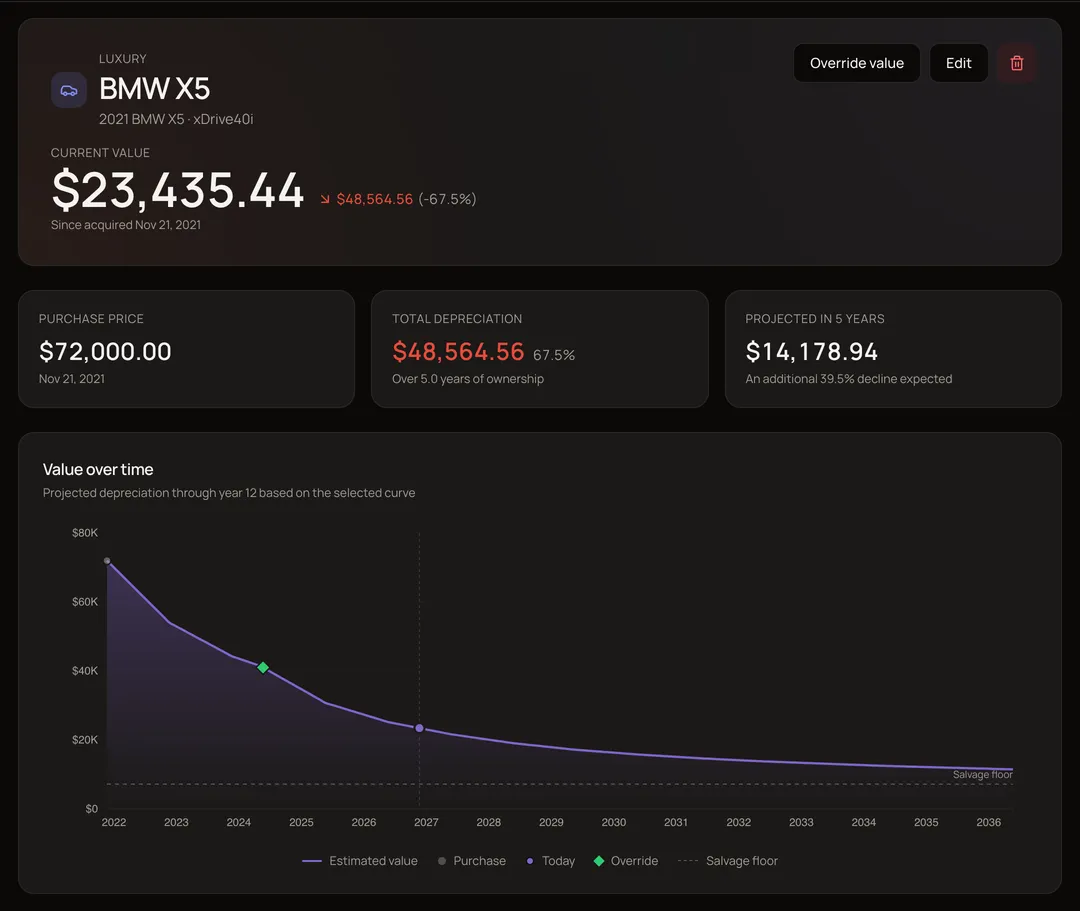 LUXURY
BMW X5
2021 BMW X5 · xDrive40i
Override value
Edit
CURRENT VALUE
$23,435.44
↘ $48,564.56 (-67.5%)
Since acquired Nov 21, 2021
PURCHASE PRICE
$72,000.00
Nov 21, 2021
TOTAL DEPRECIATION
$48,564.56 67.5%
Over 5.0 years of ownership
PROJECTED IN 5 YEARS
$14,178.94
An additional 39.5% decline expected
Value over time
Projected depreciation through year 12 based on the selected curve
$80K
$60K
$40K
$20K
$0
Salvage floor
2022 2023 2024 2025 2026 2027 2028 2029 2030 2031 2032 2033 2034 2035 2036
Estimated value Purchase Today Override Salvage floor